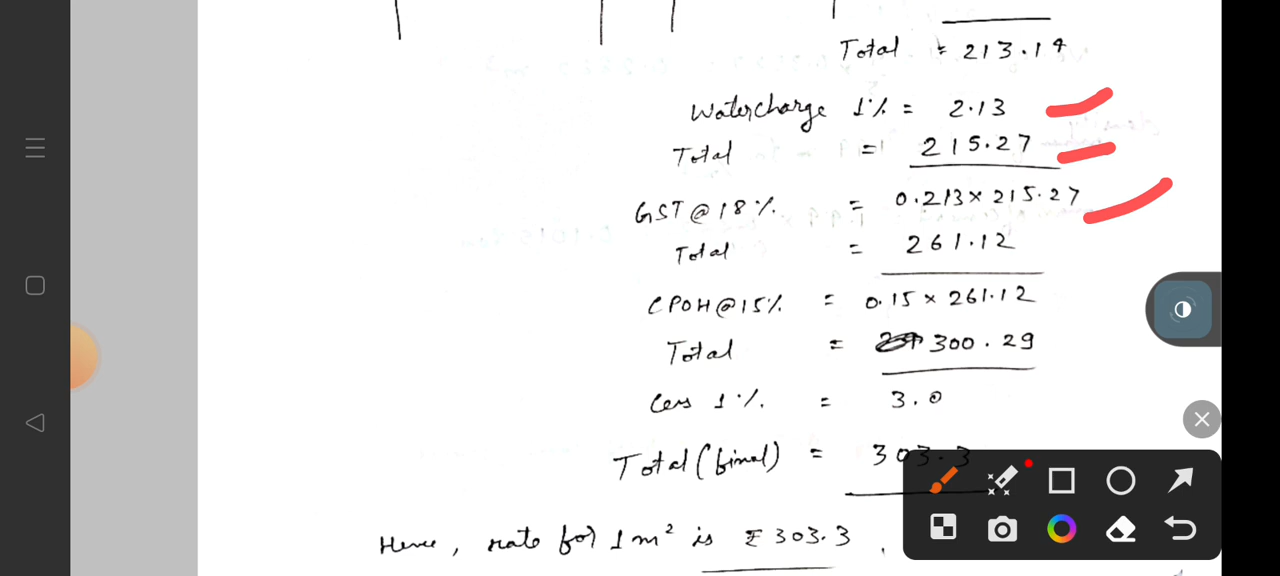 Total = 213.14
Watercharge 1% = 2.13
Total = 215.27
GST@18% = 0.213 × 215.27
Total = 261.12
CPOH@15% = 0.15 × 261.12
Total = 300.29
Cess 1% = 3.0
Total (final) = 303.3
Hence, rate for 1m² is ₹303.3